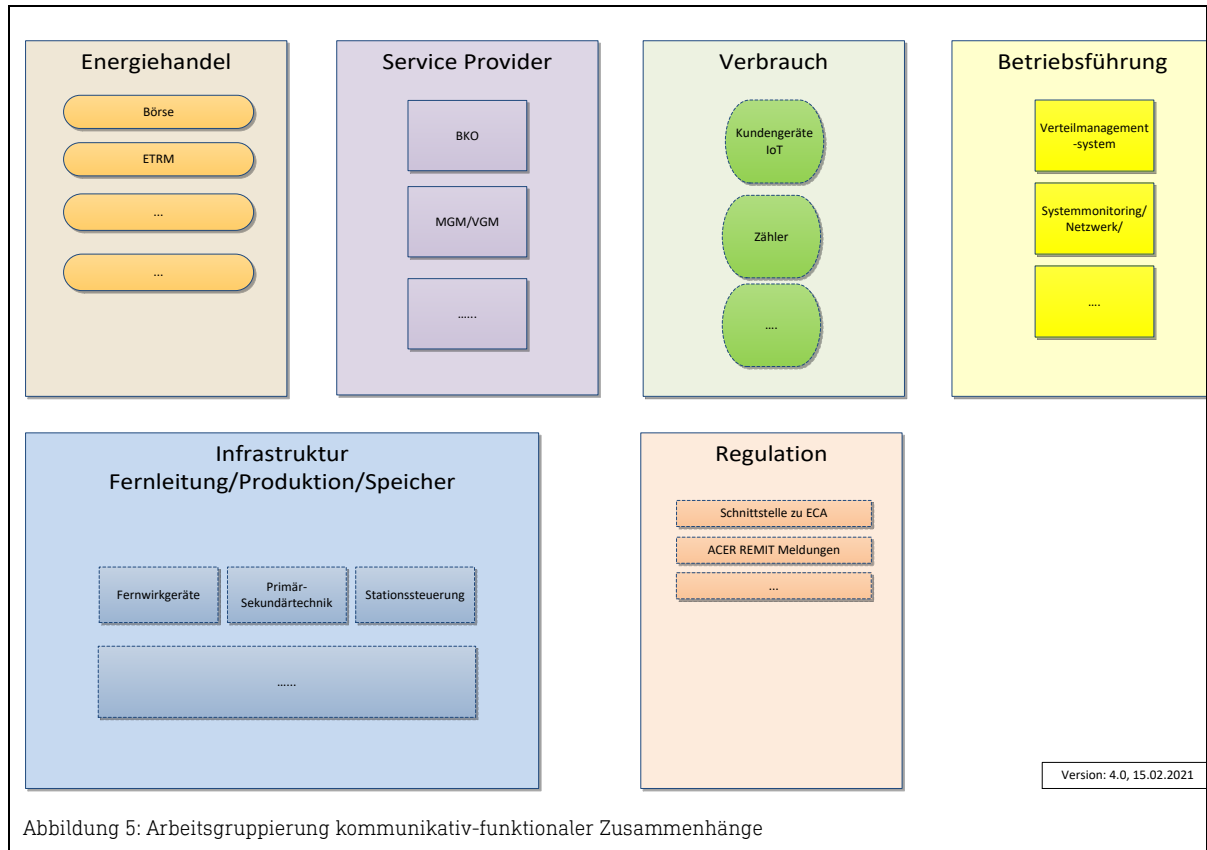 Energiehandel
Börse
ETRM
...
...
Service Provider
BKO
MGM/VGM
......
Verbrauch
Kundengeräte
IoT
Zähler
....
Betriebsführung
Verteilmanagement
-system
Systemmonitoring/
Netzwerk/
....
Infrastruktur
Fernleitung/Produktion/Speicher
Fernwirkgeräte
Primär-
Sekundärtechnik
Stationssteuerung
......
Regulation
Schnittstelle zu ECA
ACER REMIT Meldungen
...
Version: 4.0, 15.02.2021
Abbildung 5: Arbeitsgruppierung kommunikativ-funktionaler Zusammenhänge